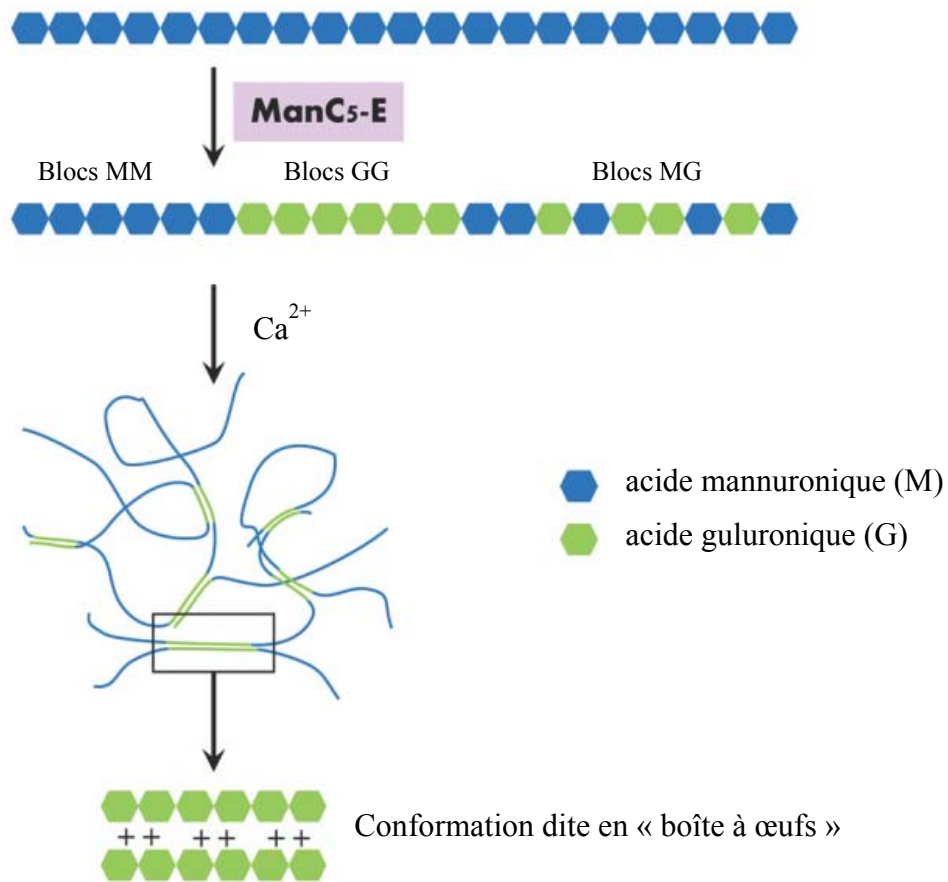 ManC5-E
Blocs MM Blocs GG Blocs MG
Ca2+
acide mannuronique (M)
acide guluronique (G)
++ ++ ++
Conformation dite en « boîte à œufs »